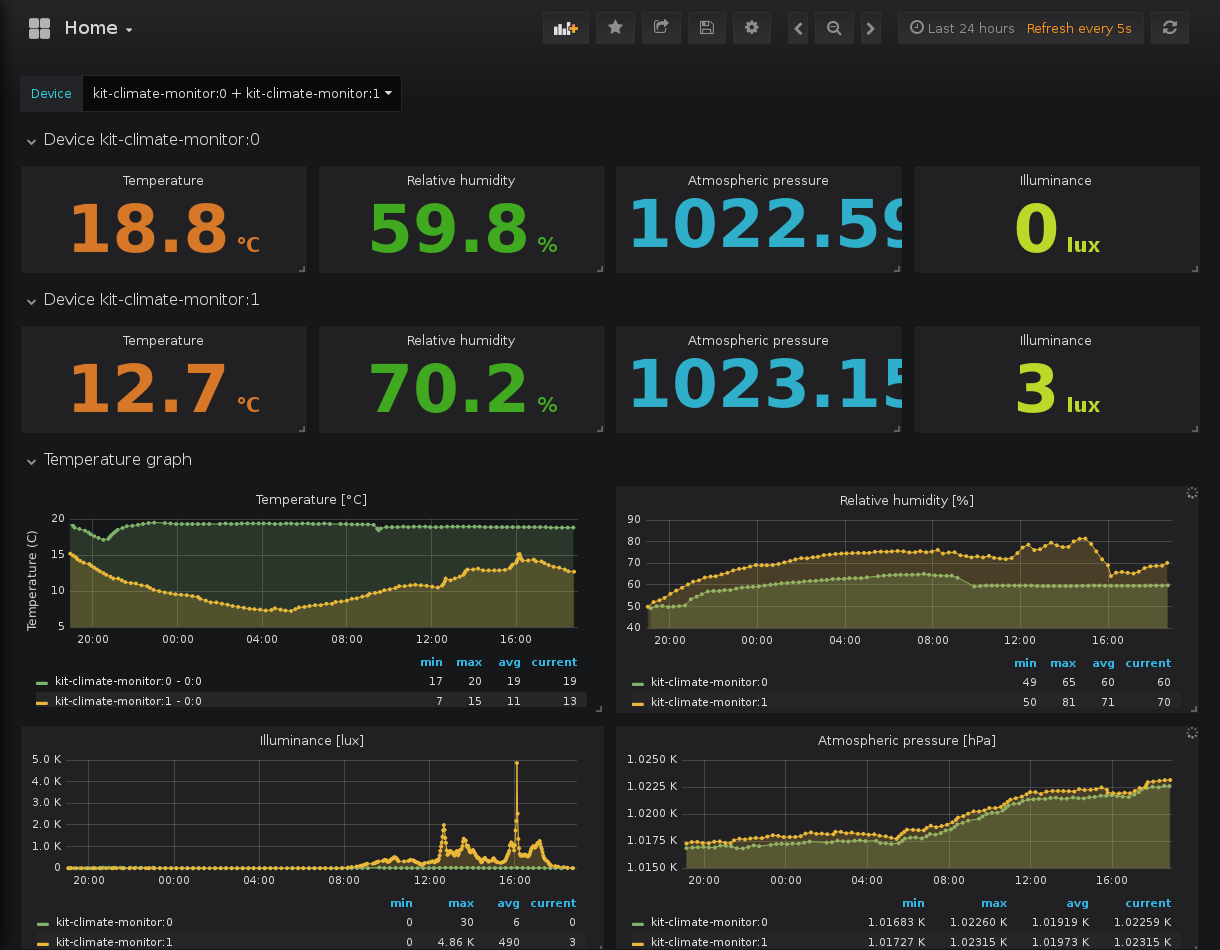 Home
Last 24 hours Refresh every 5s
Device kit-climate-monitor:0 + kit-climate-monitor:1
Device kit-climate-monitor:0
Temperature Relative humidity Atmospheric pressure Illuminance
18.8 °C 59.8 % 1022.59 0 lux
Device kit-climate-monitor:1
Temperature Relative humidity Atmospheric pressure Illuminance
12.7 °C 70.2 % 1023.15 3 lux
Temperature graph
Temperature [°C]
Temperature (C)
20
15
10
5
20:00 00:00 04:00 08:00 12:00 16:00
min max avg current
kit-climate-monitor:0 - 0:0 17 20 19 19
kit-climate-monitor:1 - 0:0 7 15 11 13
Relative humidity [%]
90
80
70
60
50
40
20:00 00:00 04:00 08:00 12:00 16:00
min max avg current
kit-climate-monitor:0 49 65 60 60
kit-climate-monitor:1 50 81 71 70
Illuminance [lux]
5.0 K
4.0 K
3.0 K
2.0 K
1.0 K
0
20:00 00:00 04:00 08:00 12:00 16:00
min max avg current
kit-climate-monitor:0 0 30 6 0
kit-climate-monitor:1 0 4.86 K 490 3
Atmospheric pressure [hPa]
1.0250 K
1.0225 K
1.0200 K
1.0175 K
1.0150 K
20:00 00:00 04:00 08:00 12:00 16:00
min max avg current
kit-climate-monitor:0 1.01683 K 1.02260 K 1.01919 K 1.02259 K
kit-climate-monitor:1 1.01727 K 1.02315 K 1.01973 K 1.02315 K